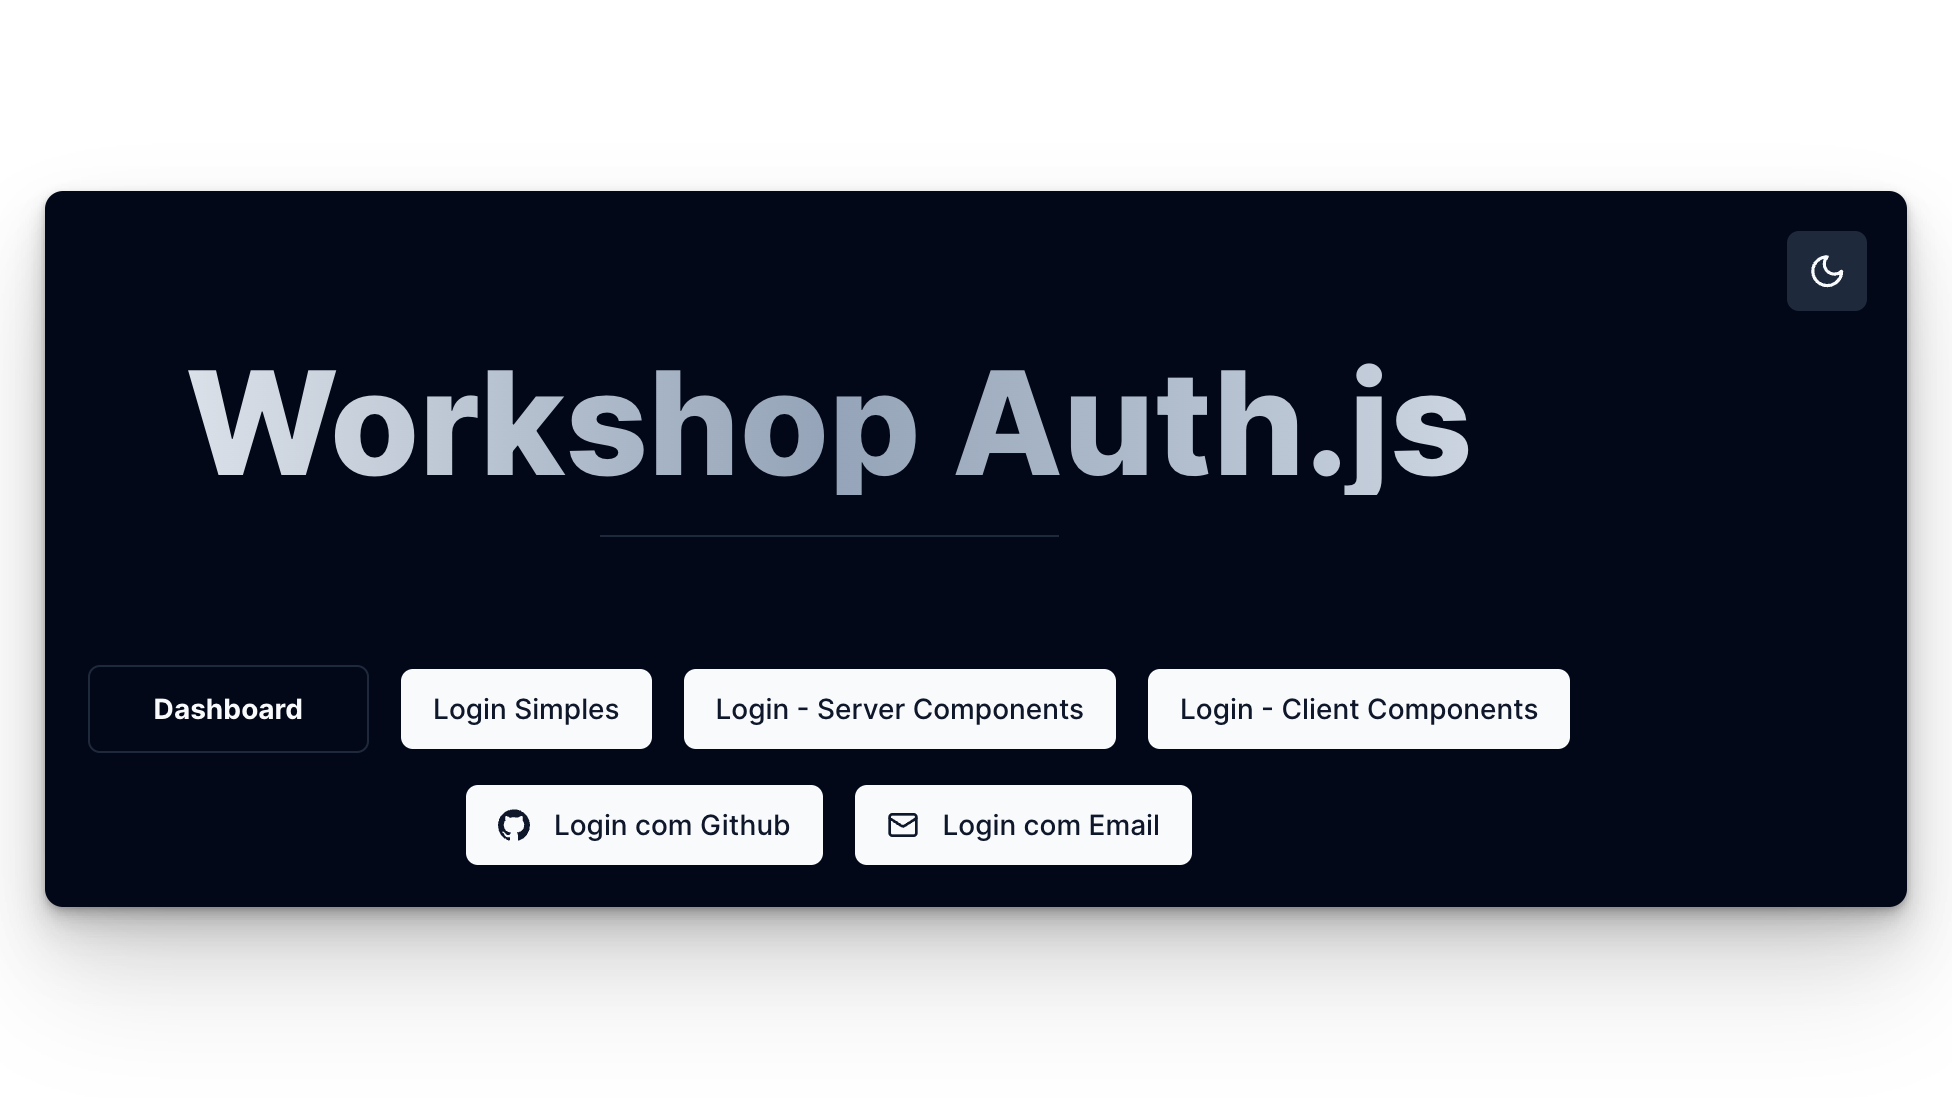 Workshop Auth.js
Dashboard Login Simples Login - Server Components Login - Client Components
Login com Github Login com Email